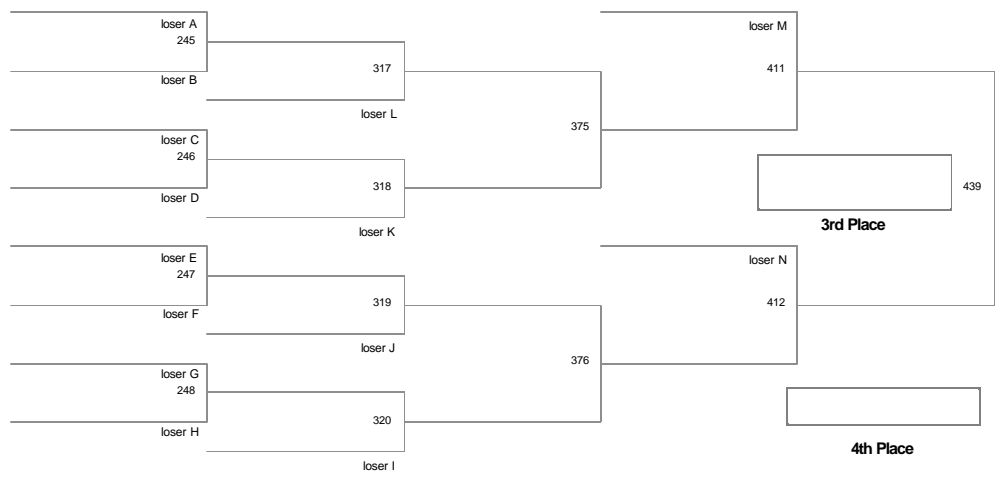 loser A
245
loser B
317
loser L
loser C
246
loser D
318
loser K
375
loser M
411
3rd Place
439
loser E
247
loser F
319
loser J
loser G
248
loser H
320
loser I
376
loser N
412
4th Place